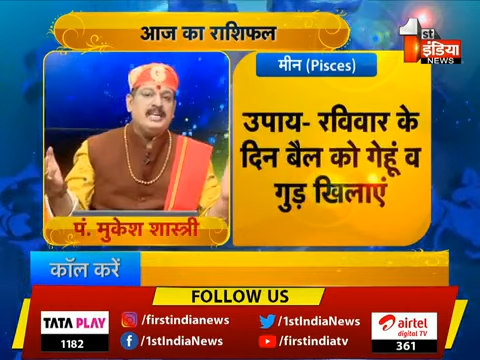 आज का राशिफल
1st
इंडिया
NEWS
मीन (Pisces)
उपाय- रविवार के
दिन बैल को गेहूं व
गुड़ खिलाएं
पं. मुकेश शास्त्री
कॉल करें
FOLLOW US
TATA PLAY
1182
/firstindianews
/1stIndiaNews
/1stIndiaNews
/firstindiatv
airtel
digital TV
361